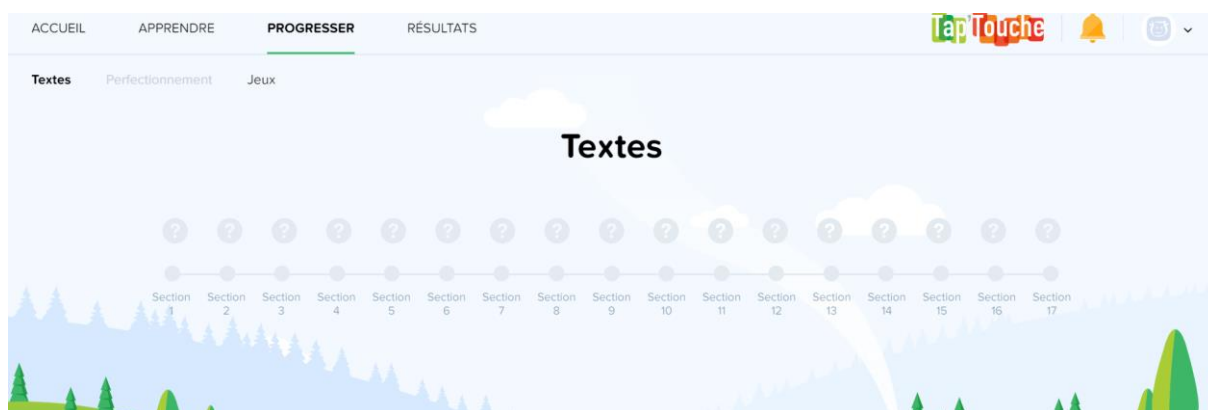 ACCUEIL APPRENDRE PROGRESSER RÉSULTATS Tap'Touche
Textes Perfectionnement Jeux
Textes
? ? ? ? ? ? ? ? ? ? ? ? ? ? ? ? ?
Section Section Section Section Section Section Section Section Section Section Section Section Section Section Section Section Section
1 2 3 4 5 6 7 8 9 10 11 12 13 14 15 16 17